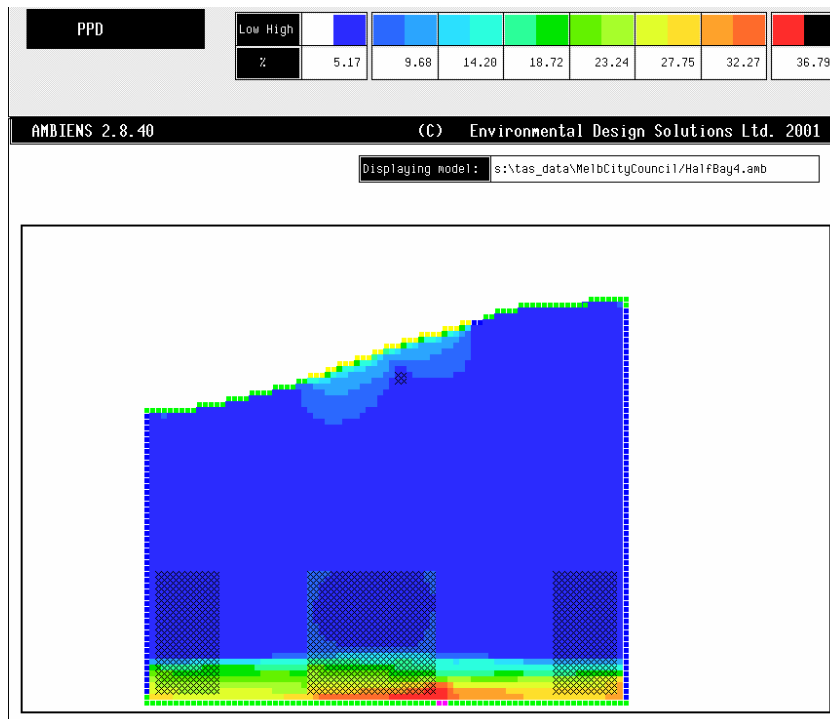 PPD
Low High
% 5.17 9.68 14.20 18.72 23.24 27.75 32.27 36.79
AMBIENS 2.8.40 (C) Environmental Design Solutions Ltd. 2001
Displaying model: s:\tas_data\MelbCityCouncil/HalfBay4.amb